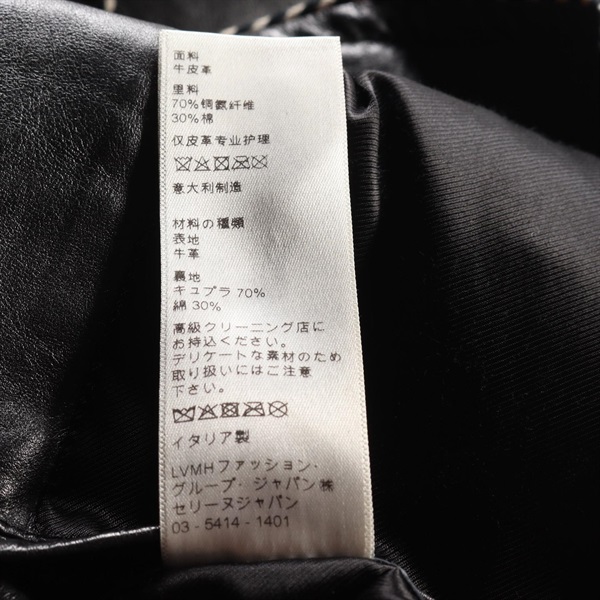 面料
牛皮革
里料
70%铜氨纤维
30%棉
仅皮革专业护理
意大利制造
材料の種類
表地
牛革
裏地
キュプラ 70%
綿 30%
高級クリーニング店に
お持込みください。
デリケートな素材のため
取り扱いにはご注意
下さい。
イタリア製
LVMHファッション・
グループ・ジャパン㈱
セリーヌジャパン
03 - 5414 - 1401